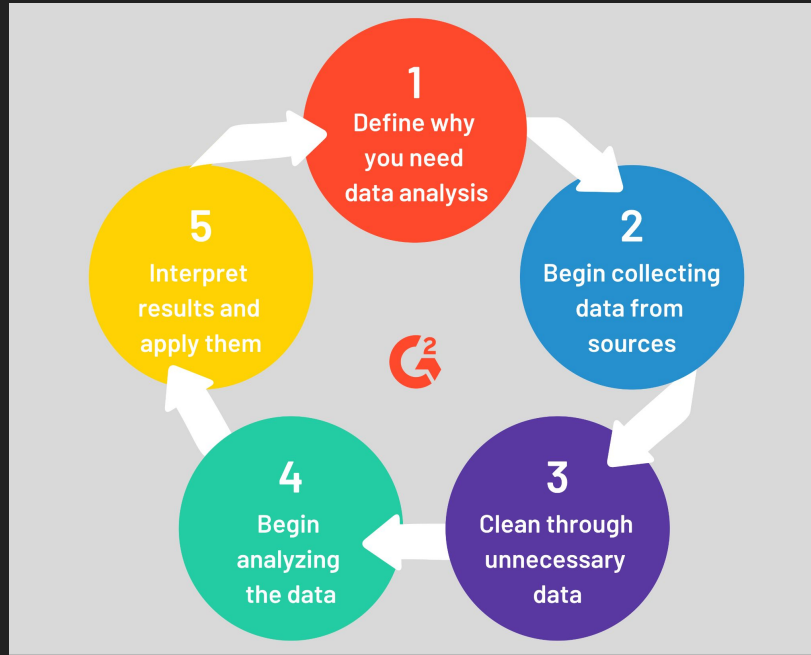 1
Define why
you need
data analysis
2
Begin collecting
data from
sources
3
Clean through
unnecessary
data
4
Begin
analyzing
the data
5
Interpret
results and
apply them
G2